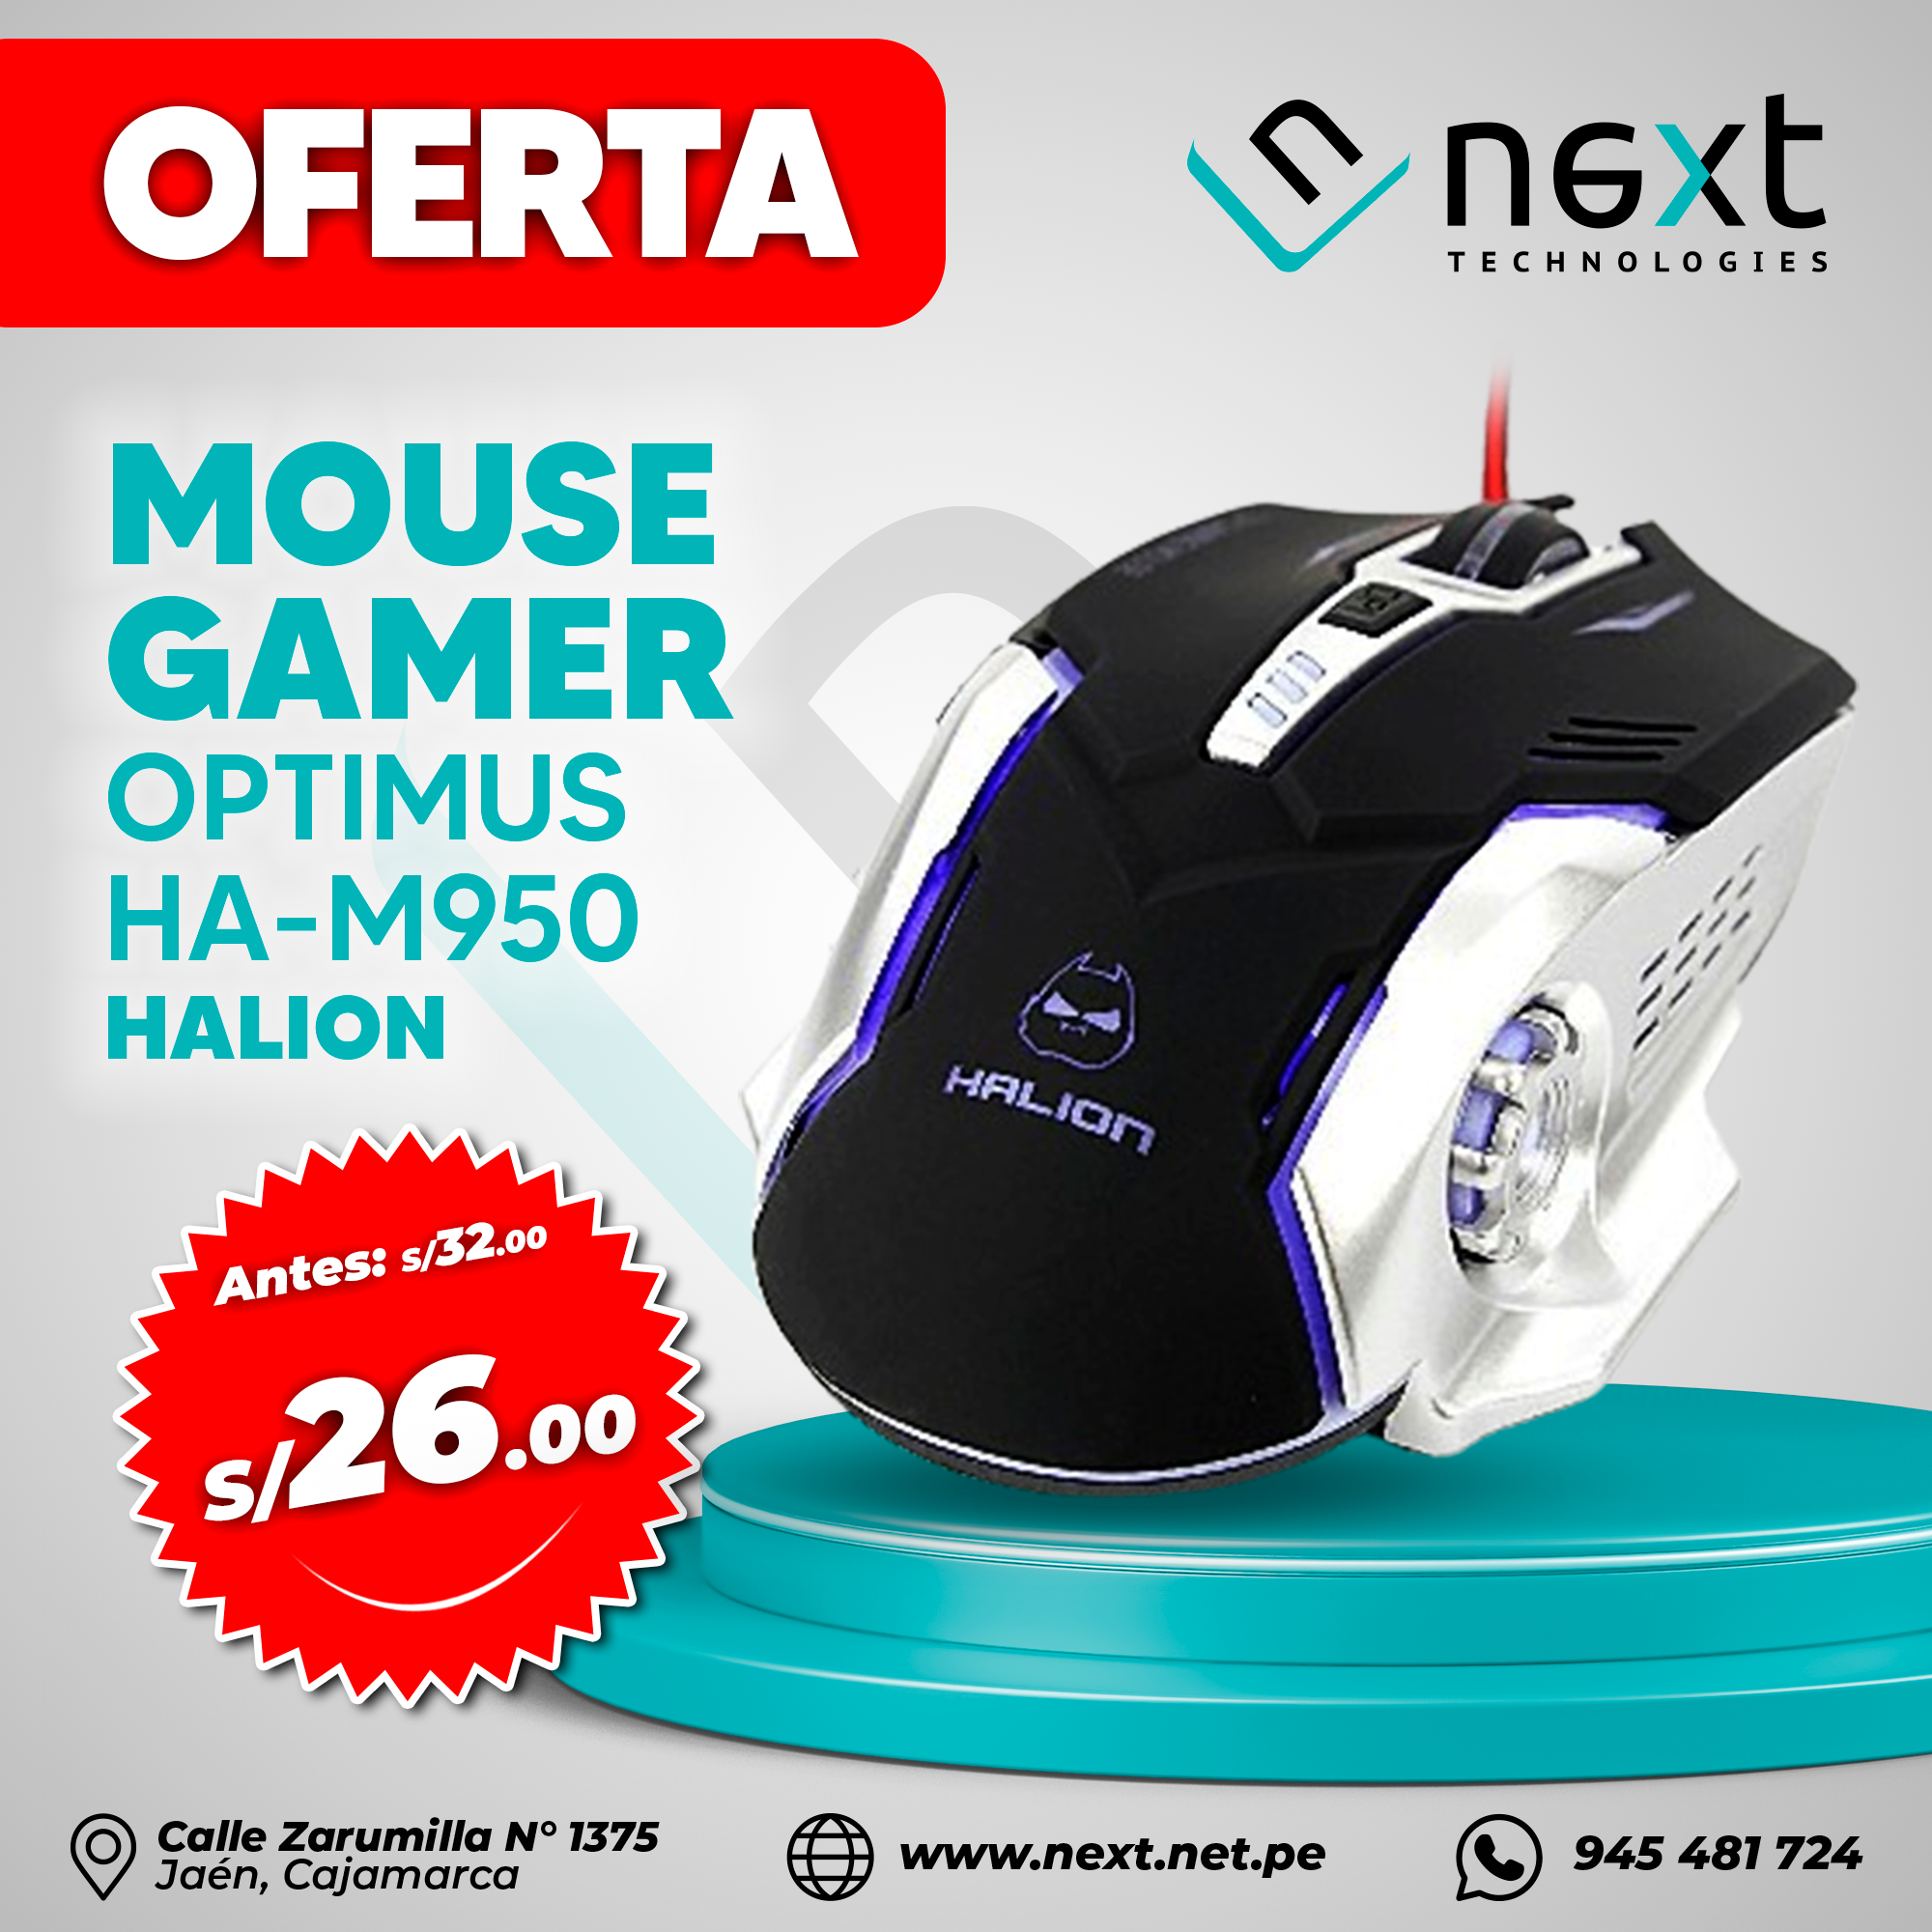 OFERTA
next
TECHNOLOGIES
MOUSE
GAMER
OPTIMUS
HA-M950
HALION
HALION
Antes: s/32.00
s/26.00
Calle Zarumilla N° 1375
Jaén, Cajamarca
www.next.net.pe
945 481 724